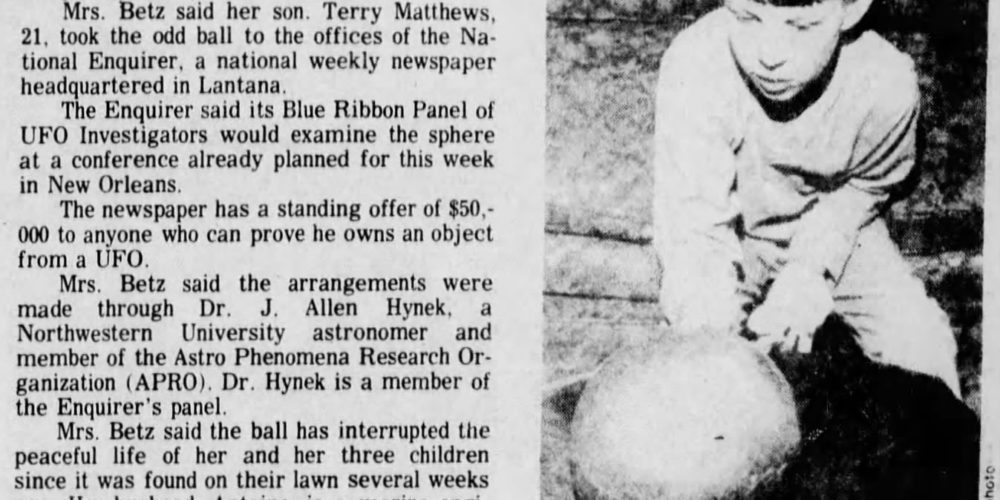 Mrs. Betz said her son. Terry Matthews,
21, took the odd ball to the offices of the Na-
tional Enquirer, a national weekly newspaper
headquartered in Lantana.
The Enquirer said its Blue Ribbon Panel of
UFO Investigators would examine the sphere
at a conference already planned for this week
in New Orleans.
The newspaper has a standing offer of $50,-
000 to anyone who can prove he owns an object
from a UFO.
Mrs. Betz said the arrangements were
made through Dr. J. Allen Hynek, a
Northwestern University astronomer and
member of the Astro Phenomena Research Or-
ganization (APRO). Dr. Hynek is a member of
the Enquirer's panel.
Mrs. Betz said the ball has interrupted the
peaceful life of her and her three children
since it was found on their lawn several weeks